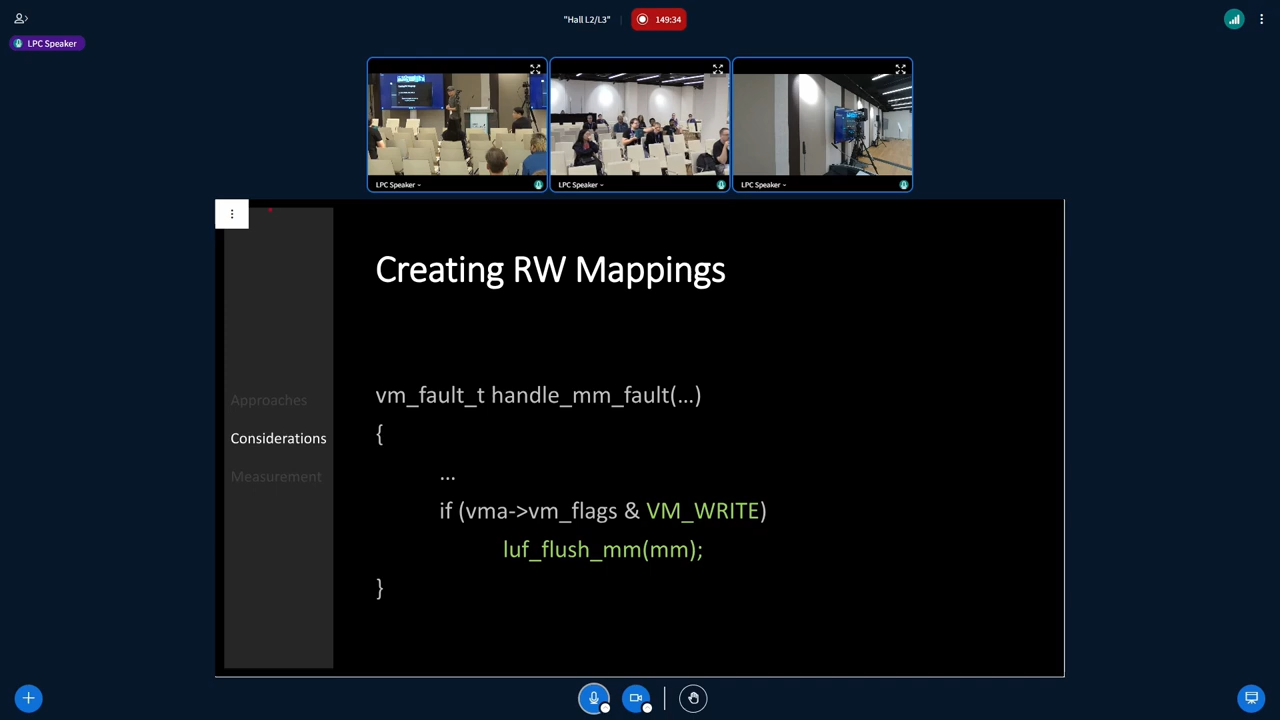 "Hall L2/L3"
149:34
LPC Speaker
LPC Speaker
LPC Speaker
LPC Speaker
Creating RW Mappings
Approaches
Considerations
Measurement
vm_fault_t handle_mm_fault(...)
{
...
if (vma->vm_flags & VM_WRITE)
luf_flush_mm(mm);
}